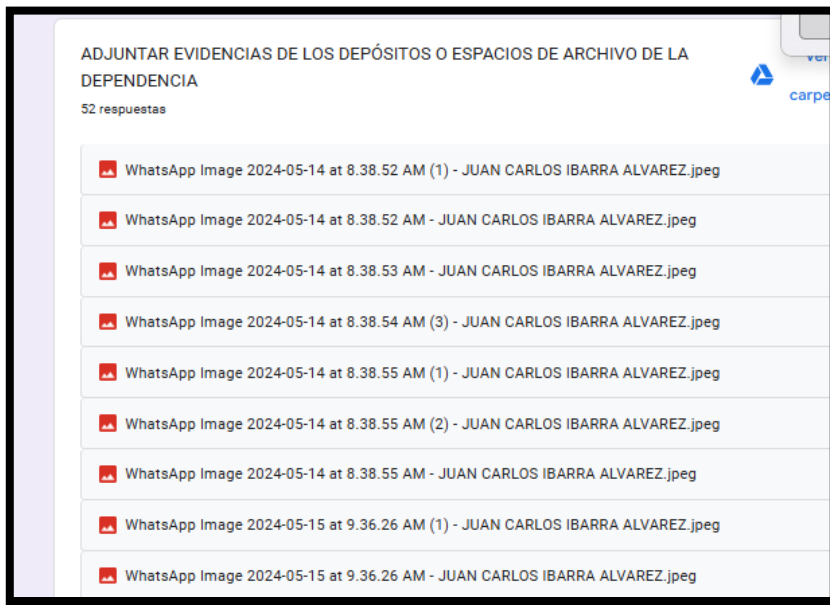 ADJUNTAR EVIDENCIAS DE LOS DEPÓSITOS O ESPACIOS DE ARCHIVO DE LA
DEPENDENCIA
52 respuestas
WhatsApp Image 2024-05-14 at 8.38.52 AM (1) - JUAN CARLOS IBARRA ALVAREZ.jpeg
WhatsApp Image 2024-05-14 at 8.38.52 AM - JUAN CARLOS IBARRA ALVAREZ.jpeg
WhatsApp Image 2024-05-14 at 8.38.53 AM - JUAN CARLOS IBARRA ALVAREZ.jpeg
WhatsApp Image 2024-05-14 at 8.38.54 AM (3) - JUAN CARLOS IBARRA ALVAREZ.jpeg
WhatsApp Image 2024-05-14 at 8.38.55 AM (1) - JUAN CARLOS IBARRA ALVAREZ.jpeg
WhatsApp Image 2024-05-14 at 8.38.55 AM (2) - JUAN CARLOS IBARRA ALVAREZ.jpeg
WhatsApp Image 2024-05-14 at 8.38.55 AM - JUAN CARLOS IBARRA ALVAREZ.jpeg
WhatsApp Image 2024-05-15 at 9.36.26 AM (1) - JUAN CARLOS IBARRA ALVAREZ.jpeg
WhatsApp Image 2024-05-15 at 9.36.26 AM - JUAN CARLOS IBARRA ALVAREZ.jpeg